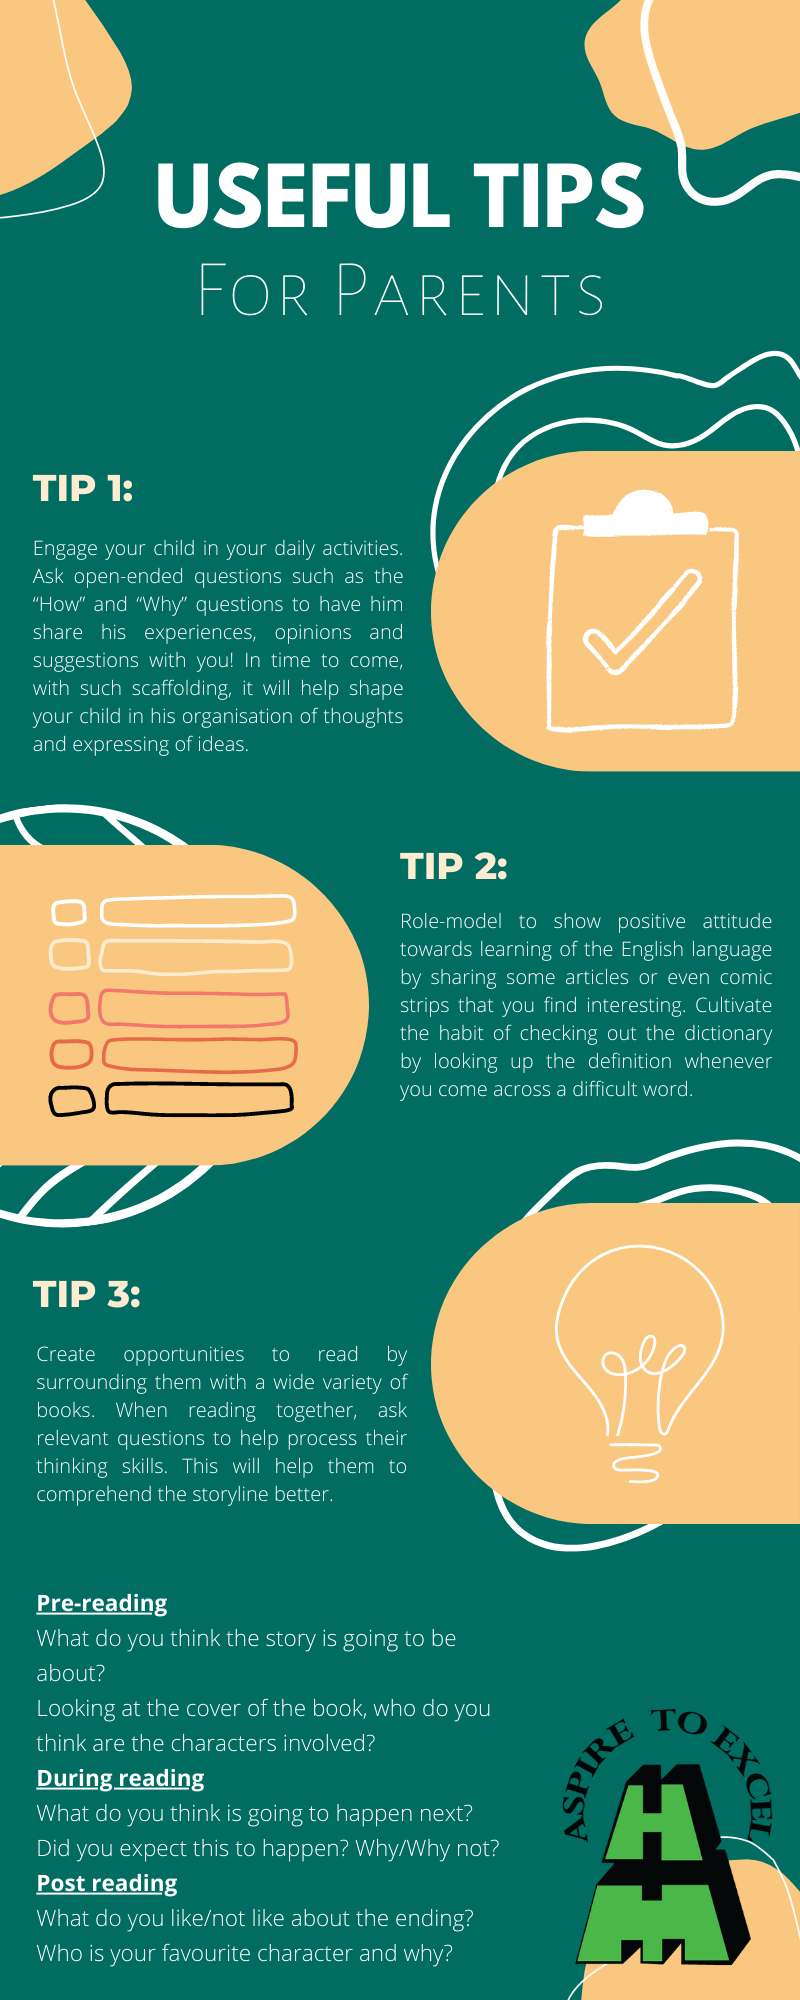 USEFUL TIPS
FOR PARENTS
TIP 1:
Engage your child in your daily activities.
Ask open-ended questions such as the
“How” and “Why” questions to have him
share his experiences, opinions and
suggestions with you! In time to come,
with such scaffolding, it will help shape
your child in his organisation of thoughts
and expressing of ideas.
TIP 2:
Role-model to show positive attitude
towards learning of the English language
by sharing some articles or even comic
strips that you find interesting. Cultivate
the habit of checking out the dictionary
by looking up the definition whenever
you come across a difficult word.
TIP 3:
Create opportunities to read by
surrounding them with a wide variety of
books. When reading together, ask
relevant questions to help process their
thinking skills. This will help them to
comprehend the storyline better.
Pre-reading
What do you think the story is going to be
about?
Looking at the cover of the book, who do you
think are the characters involved?
During reading
What do you think is going to happen next?
Did you expect this to happen? Why/Why not?
Post reading
What do you like/not like about the ending?
Who is your favourite character and why?
ASPIRE TO EXCEL